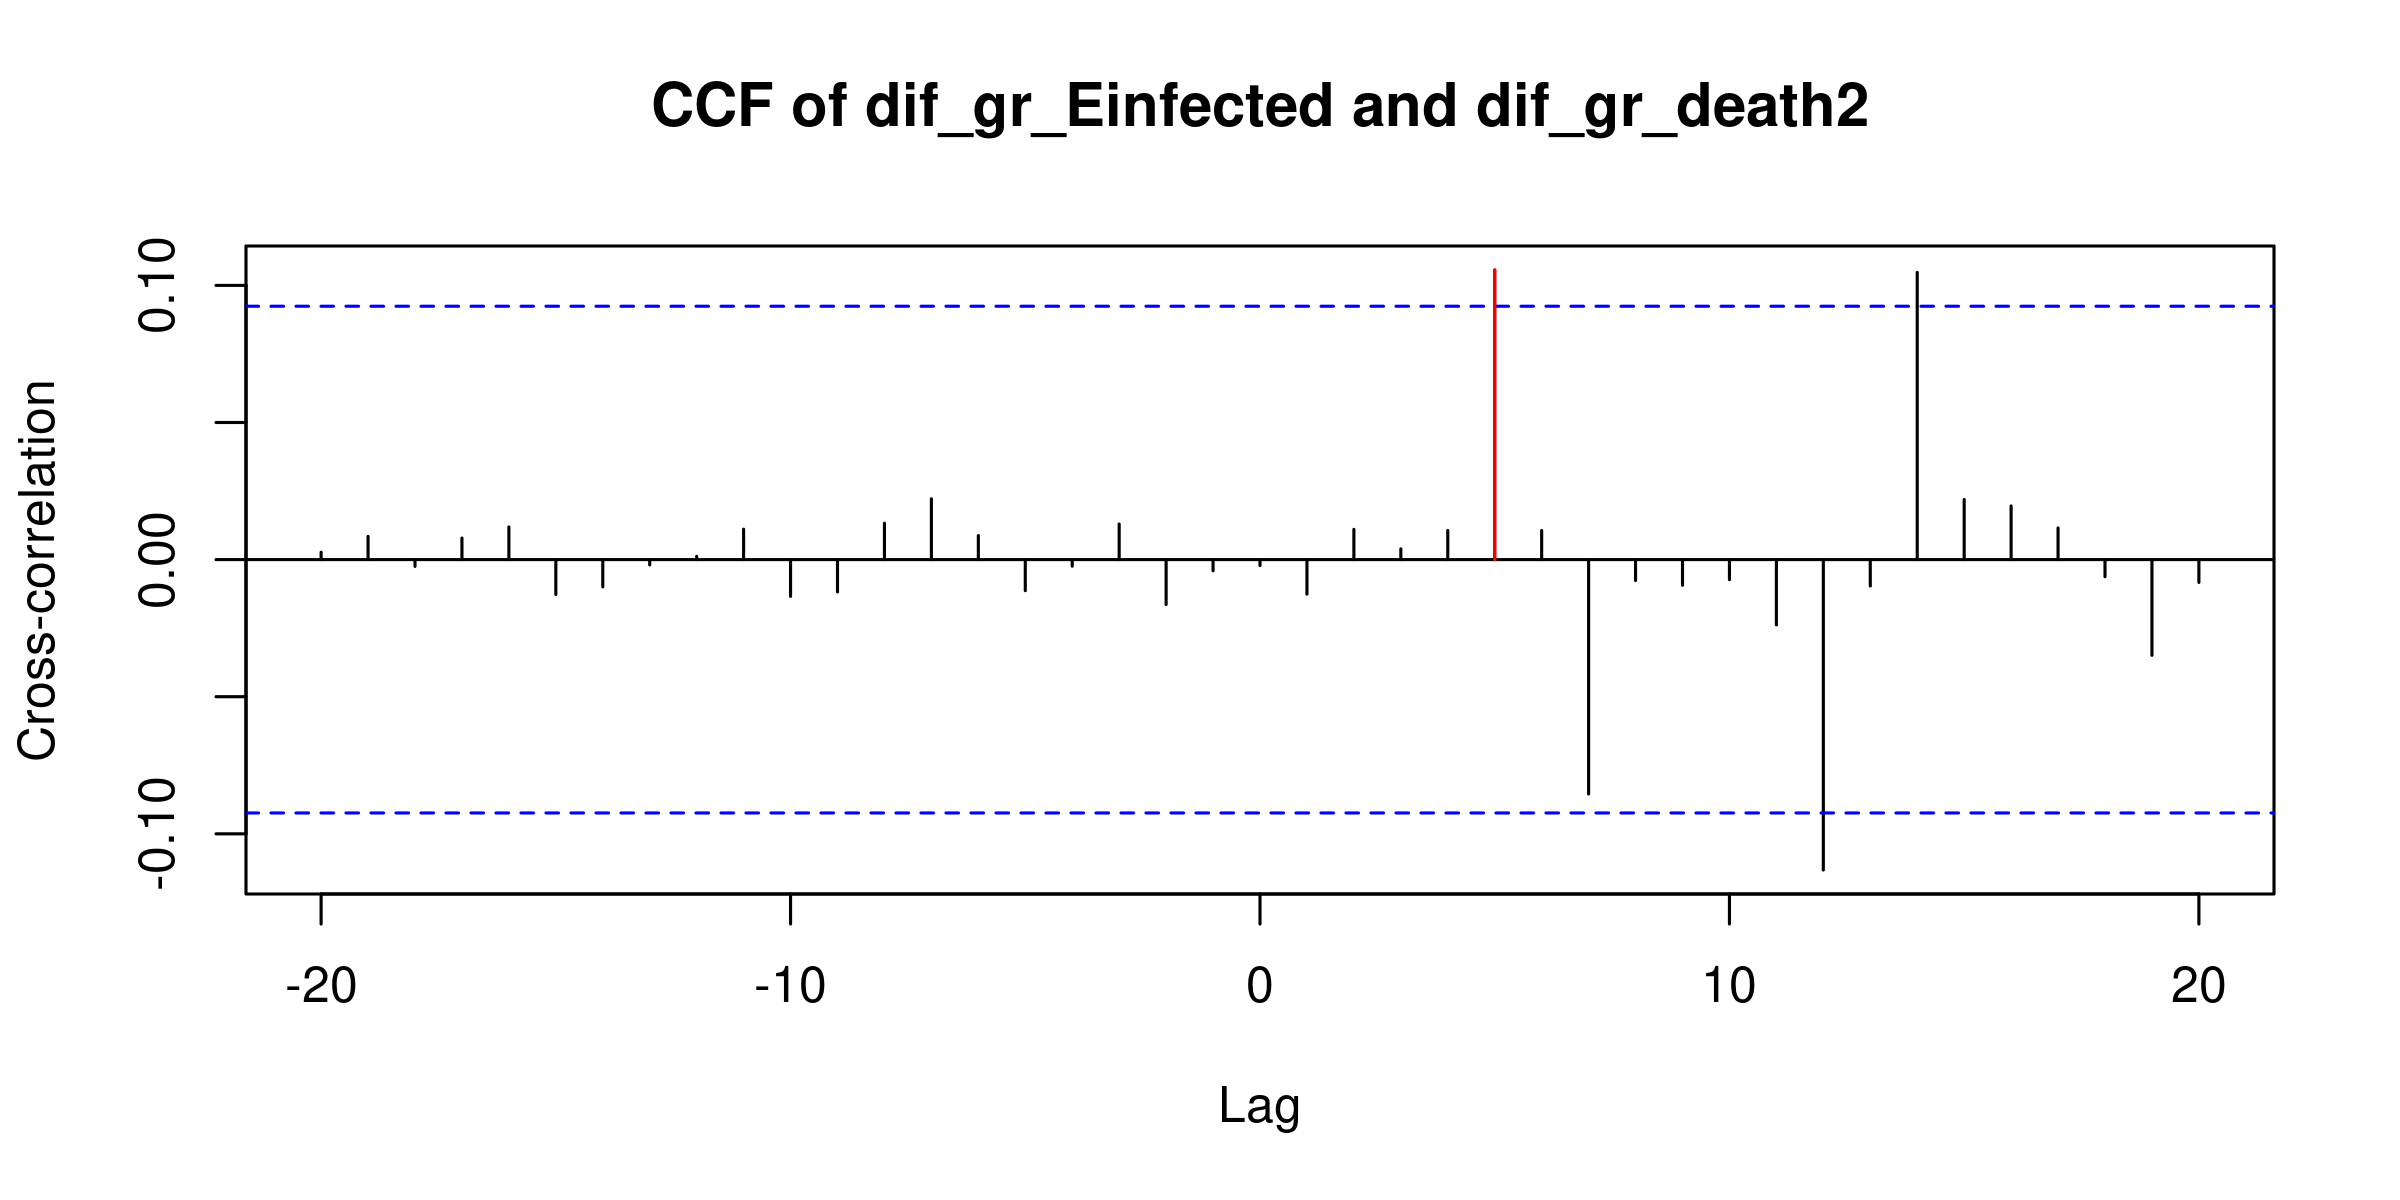 CCF of dif_gr_Einfected and dif_gr_death2
Cross-correlation
0.10
0.00
-0.10
-20 -10 0 10 20
Lag